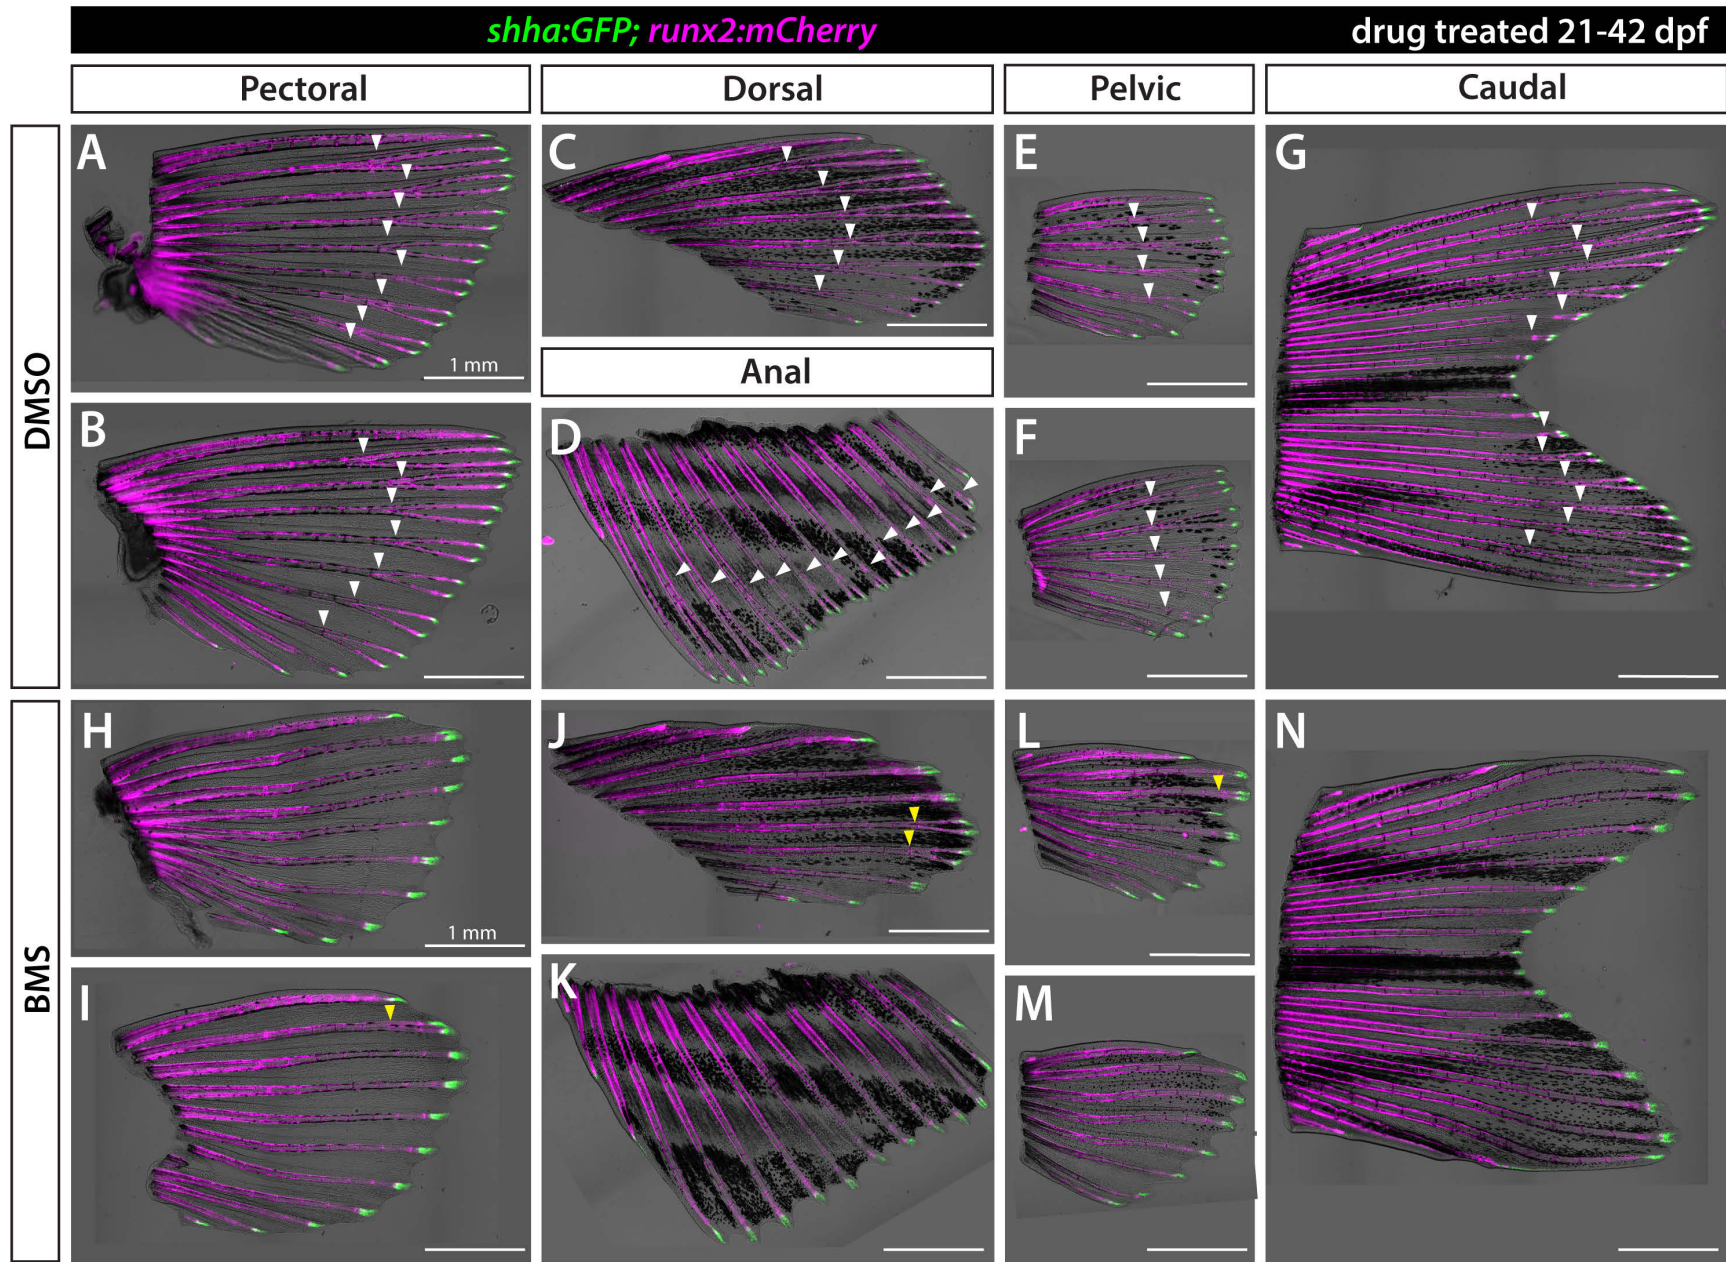 shha:GFP; runx2:mCherry
drug treated 21-42 dpf
Pectoral
Dorsal
Pelvic
Caudal
DMSO
A
1 mm
B
C
Anal
D
E
F
G
BMS
H
1 mm
I
J
K
L
M
N